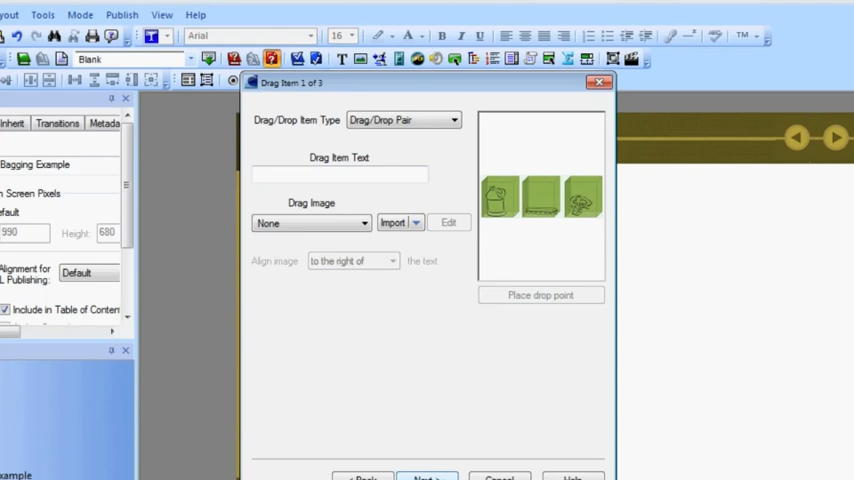 yout Tools Mode Publish View Help
Arial 16 B I U TM
Blank
Drag Item 1 of 3
Inherit Transitions Metada
Drag/Drop Item Type Drag/Drop Pair
Bagging Example
Drag Item Text
n Screen Pixels
Drag Image
efault
None Import Edit
990 Height: 680
Align image to the right of the text
Alignment for
L Publishing: Default
Place drop point
Include in Table of Content
xample
< Back Next > Cancel Help